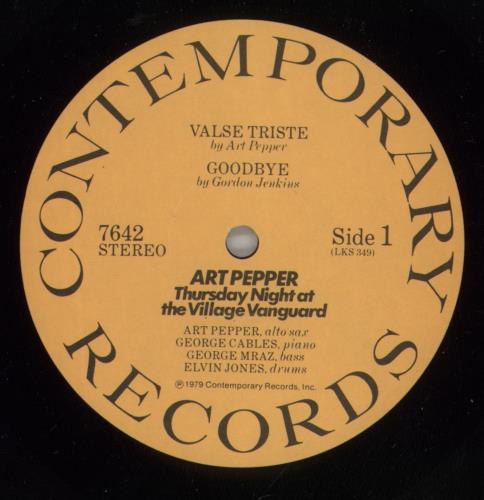 CONTEMPORARY
VALSE TRISTE
by Art Pepper
GOODBYE
by Gordon Jenkins
7642
STEREO
Side 1
(LKS 349)
ART PEPPER
Thursday Night at
the Village Vanguard
ART PEPPER, alto sax
GEORGE CABLES, piano
GEORGE MRAZ, bass
ELVIN JONES, drums
℗ 1979 Contemporary Records, Inc.
RECORDS